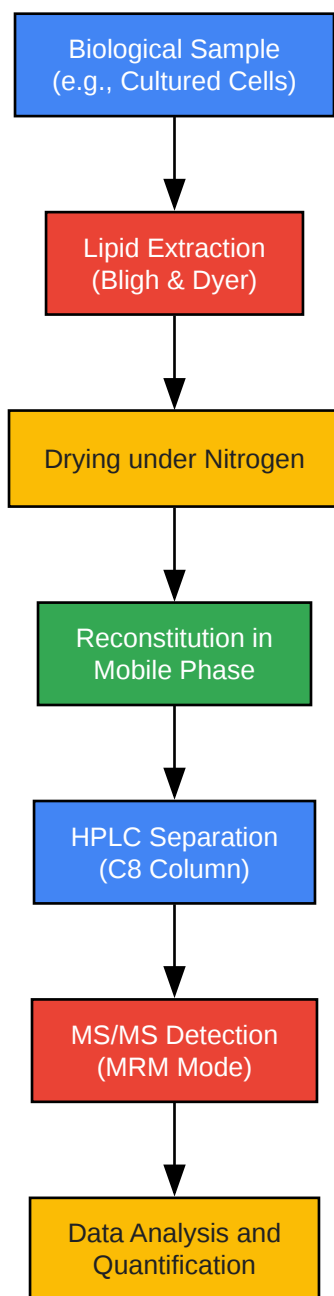 Biological Sample
(e.g., Cultured Cells)
Lipid Extraction
(Bligh & Dyer)
Drying under Nitrogen
Reconstitution in
Mobile Phase
HPLC Separation
(C8 Column)
MS/MS Detection
(MRM Mode)
Data Analysis and
Quantification